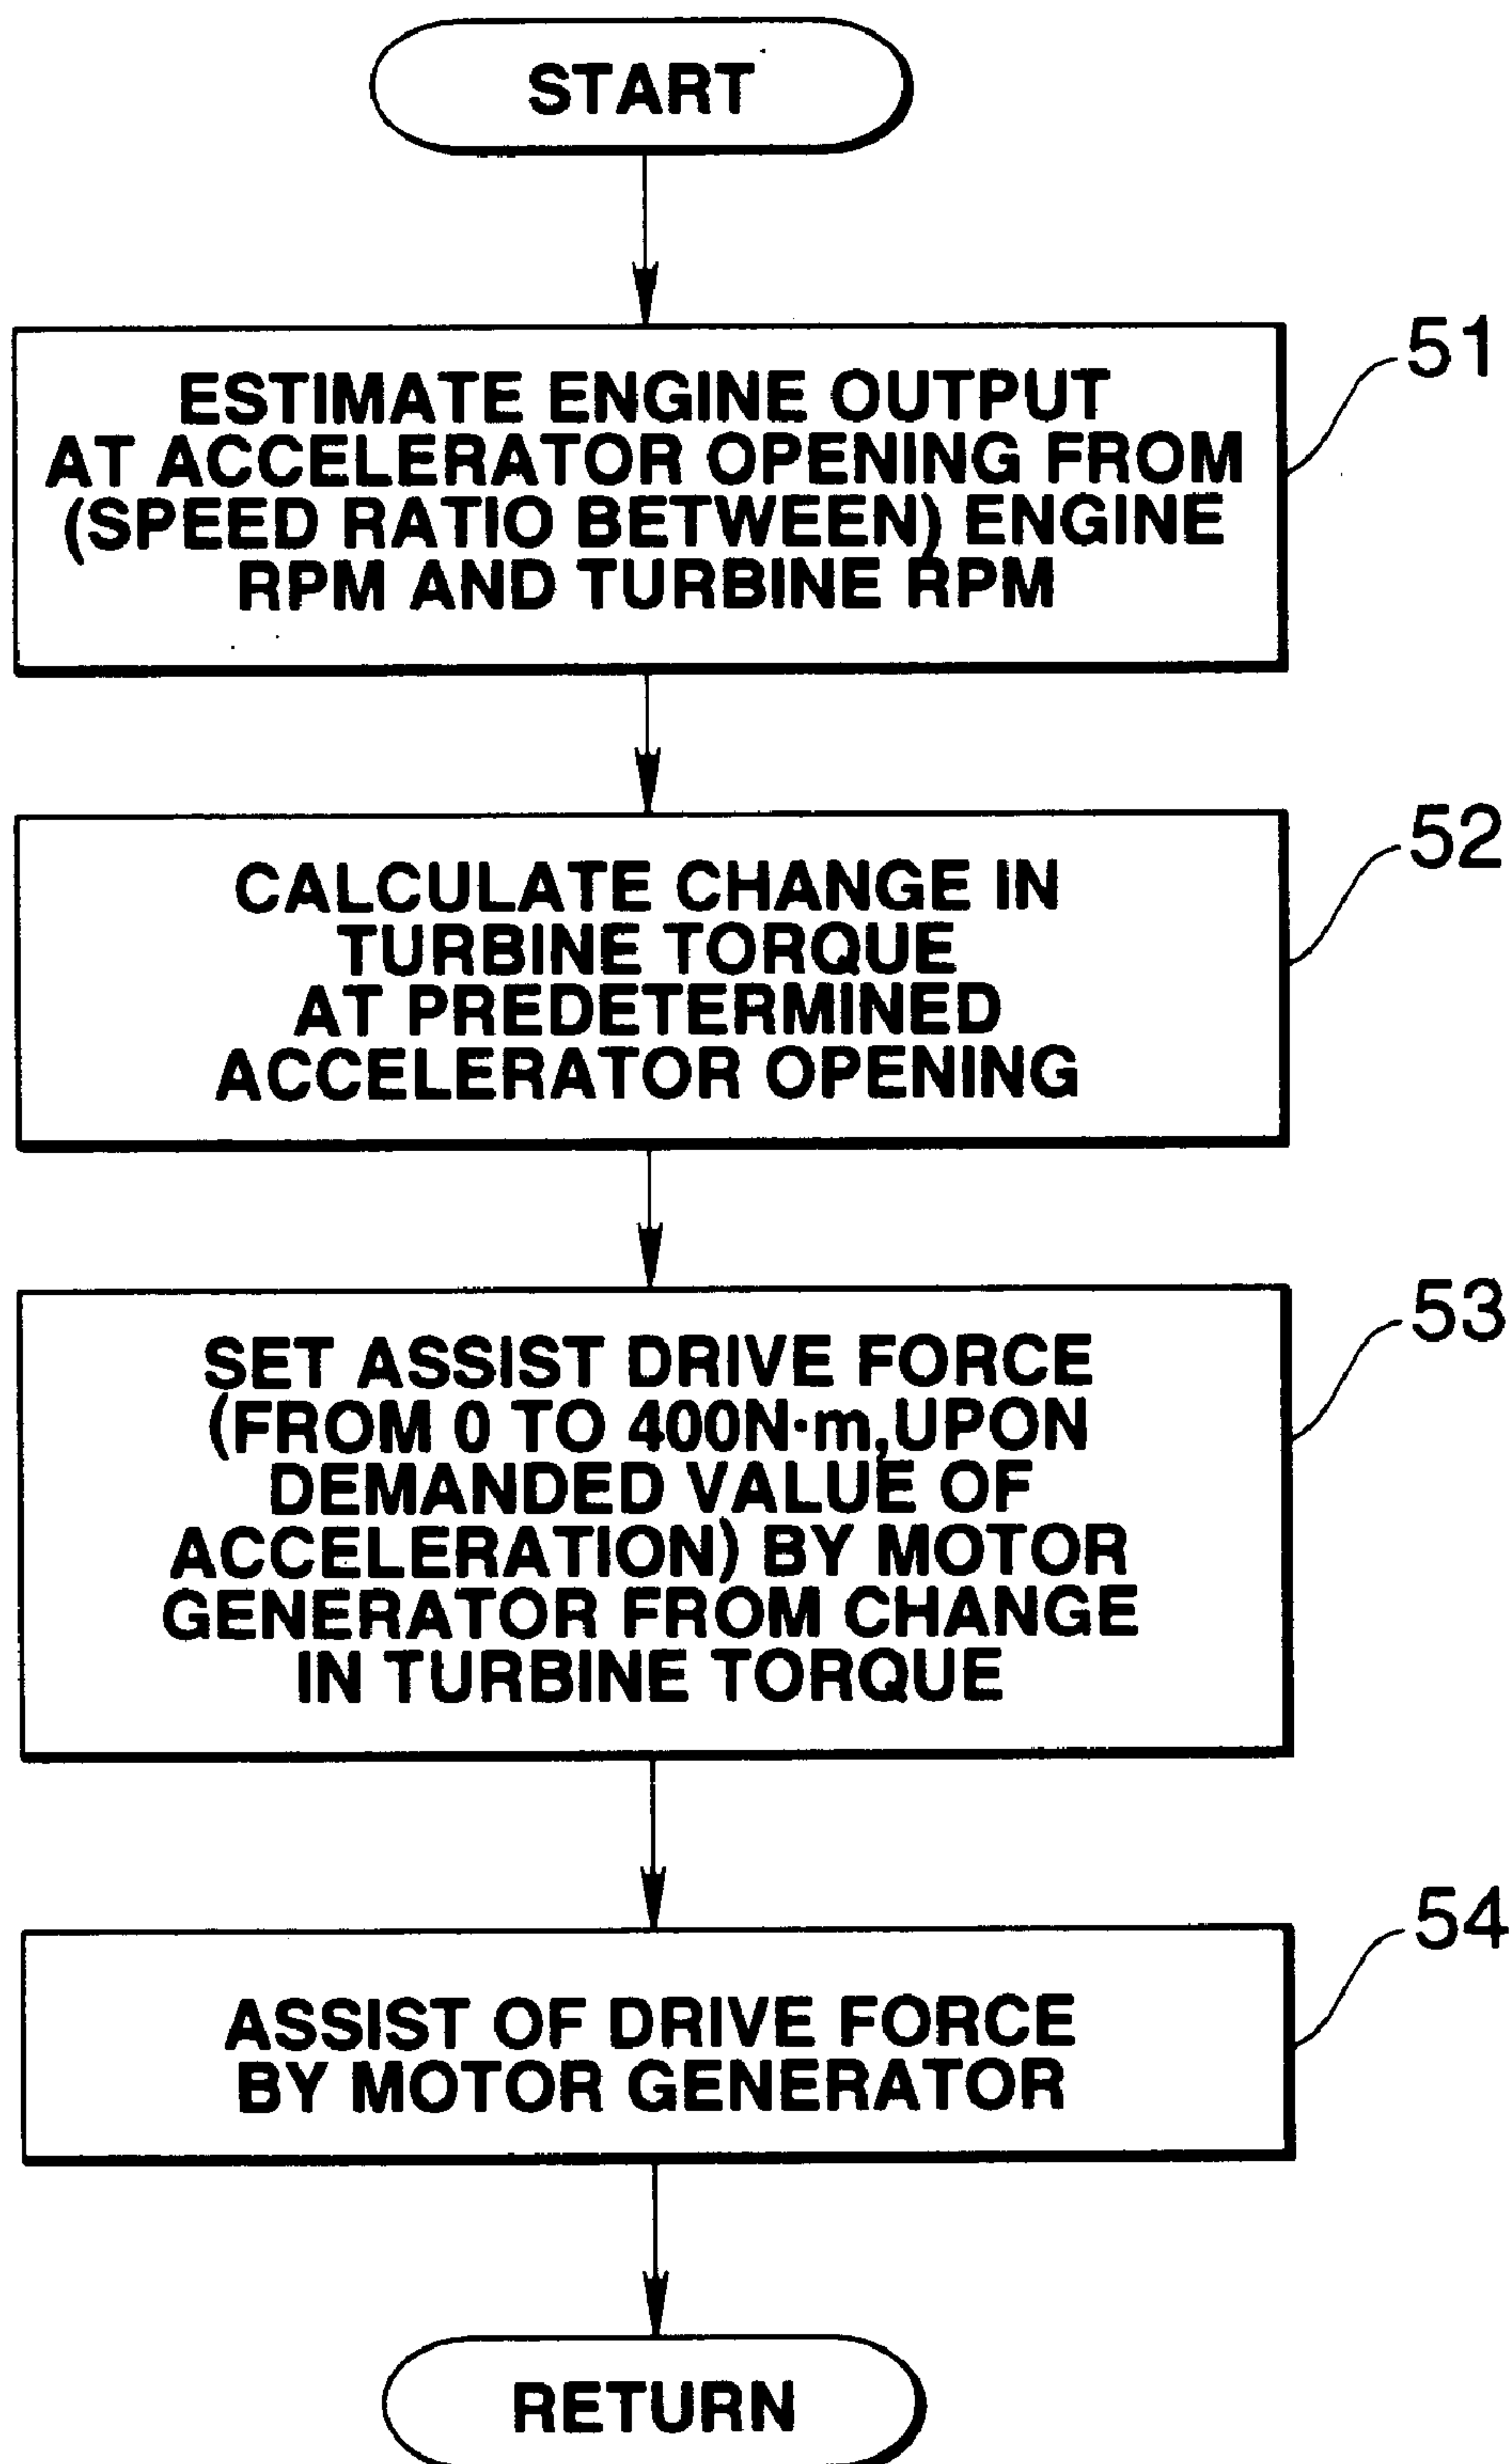 START
51
ESTIMATE ENGINE OUTPUT
AT ACCELERATOR OPENING FROM
(SPEED RATIO BETWEEN) ENGINE
RPM AND TURBINE RPM
52
CALCULATE CHANGE IN
TURBINE TORQUE
AT PREDETERMINED
ACCELERATOR OPENING
53
SET ASSIST DRIVE FORCE
(FROM 0 TO 400N·m,UPON
DEMANDED VALUE OF
ACCELERATION) BY MOTOR
GENERATOR FROM CHANGE
IN TURBINE TORQUE
54
ASSIST OF DRIVE FORCE
BY MOTOR GENERATOR
RETURN